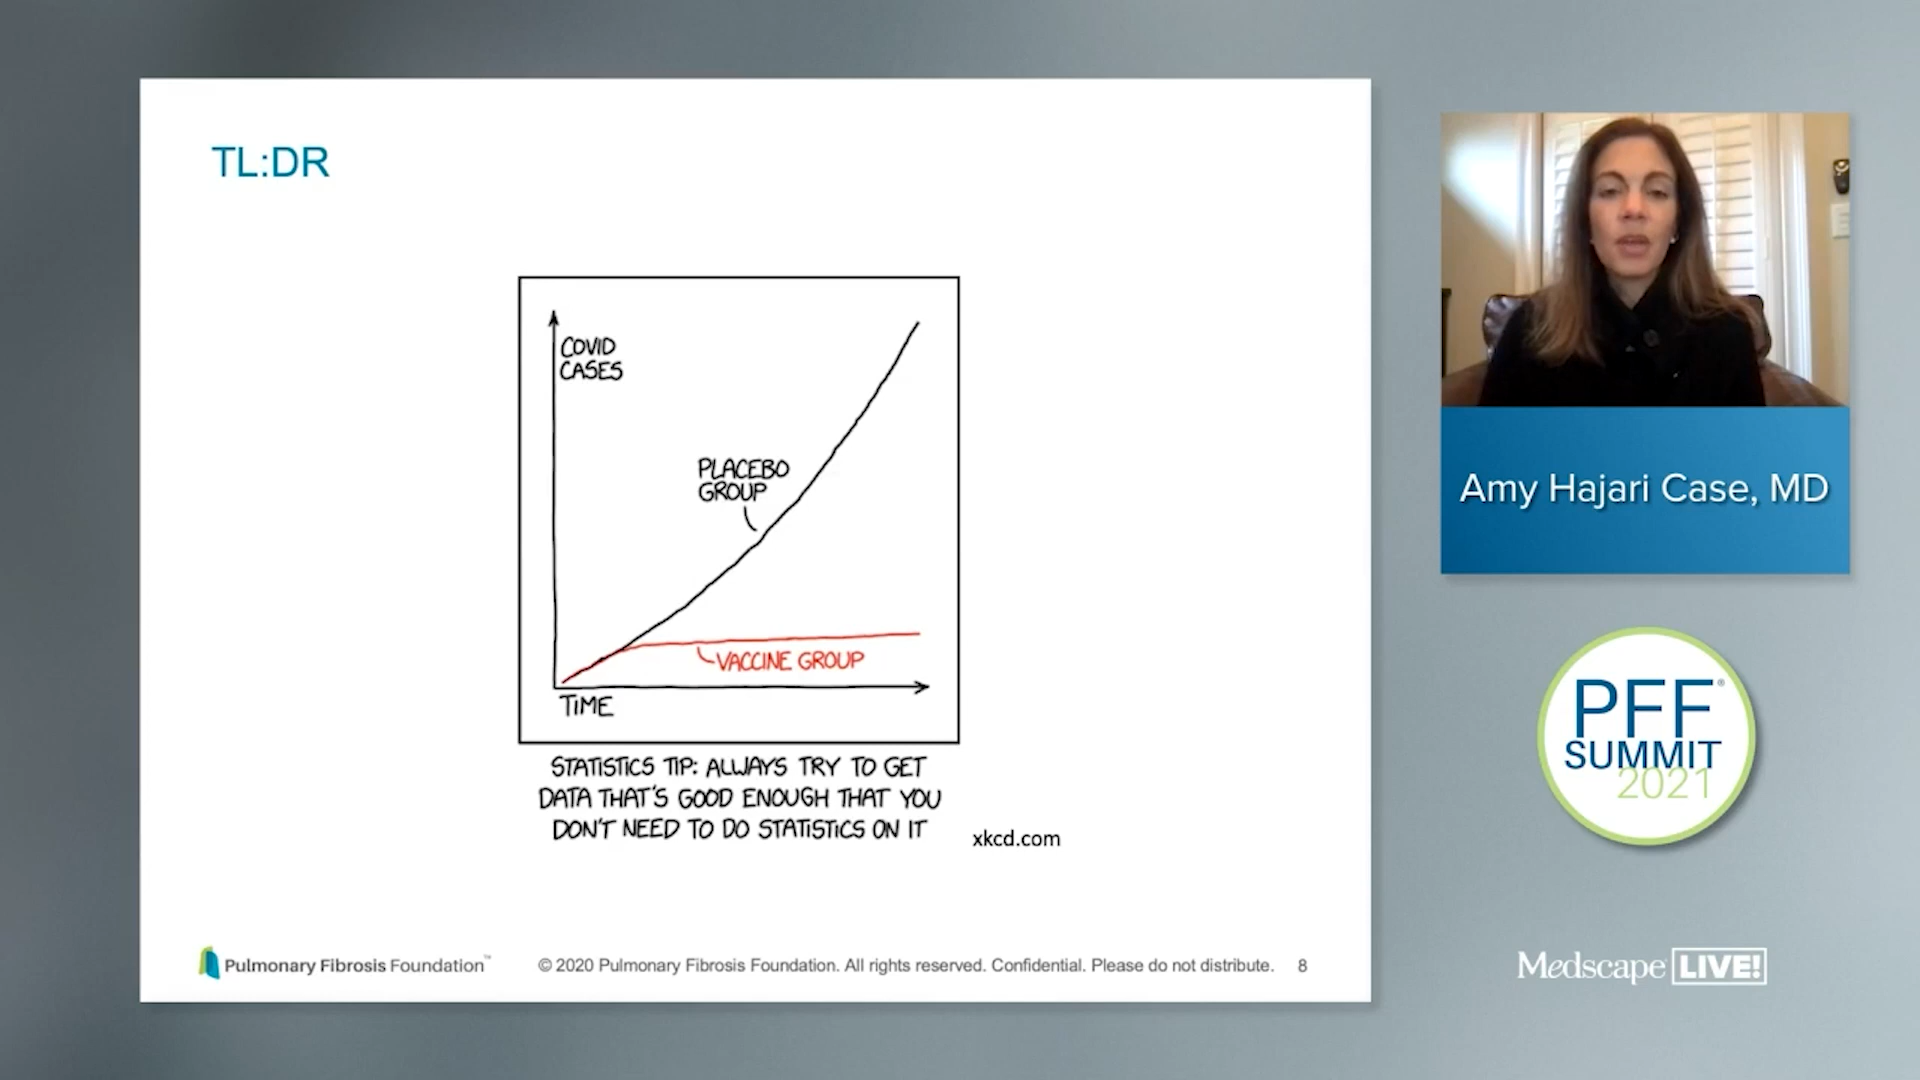 TL:DR
COVID
CASES
PLACEBO
GROUP
VACCINE GROUP
TIME
STATISTICS TIP: ALWAYS TRY TO GET
DATA THAT'S GOOD ENOUGH THAT YOU
DON'T NEED TO DO STATISTICS ON IT
xkcd.com
Pulmonary Fibrosis Foundation™
© 2020 Pulmonary Fibrosis Foundation. All rights reserved. Confidential. Please do not distribute. 8
Amy Hajari Case, MD
PFF®
SUMMIT
2021
Medscape LIVE!